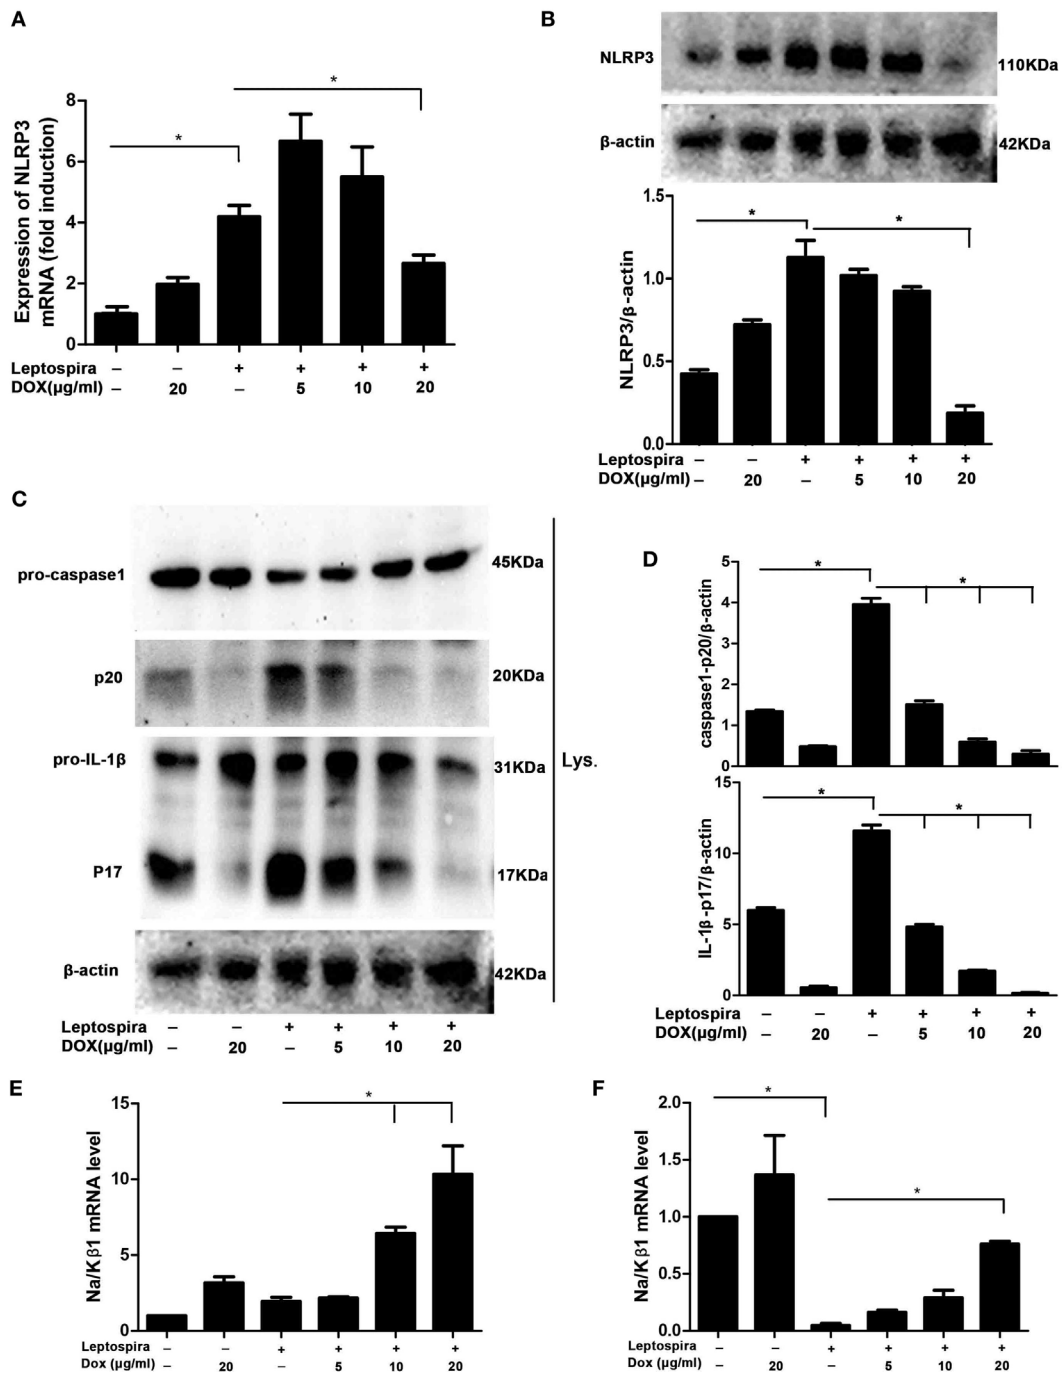 A
*
*
Expression of NLRP3
mRNA (fold induction)
8
6
4
2
0
Leptospira – – + + + +
DOX(μg/ml) – 20 – 5 10 20
B
NLRP3
110KDa
β-actin
42KDa
*
*
NLRP3/β-actin
1.5
1.0
0.5
0.0
Leptospira – – + + + +
DOX(μg/ml) – 20 – 5 10 20
C
pro-caspase1
45KDa
p20
20KDa
pro-IL-1β
31KDa
P17
17KDa
β-actin
42KDa
Lys.
Leptospira – – + + + +
DOX(μg/ml) – 20 – 5 10 20
D
*
*
caspase1-p20/β-actin
5
4
3
2
1
0
*
*
IL-1β-p17/β-actin
15
10
5
0
Leptospira – – + + + +
DOX(μg/ml) – 20 – 5 10 20
E
*
Na/Kβ1 mRNA level
15
10
5
0
Leptospira – – + + + +
Dox (μg/ml) – 20 – 5 10 20
F
*
*
Na/Kβ1 mRNA level
2.0
1.5
1.0
0.5
0.0
Leptospira – – + + + +
Dox (μg/ml) – 20 – 5 10 20